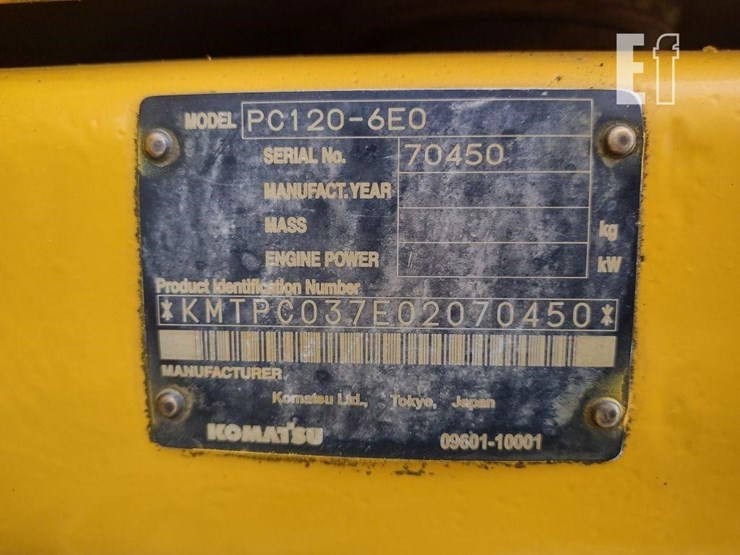 Ef
MODEL PC120-6E0
SERIAL No. 70450
MANUFACT. YEAR
MASS kg
ENGINE POWER kW
Product Identification Number
*KMTPC037E02070450*
MANUFACTURER
Komatsu Ltd., Tokyo, Japan
KOMATSU 09601-10001